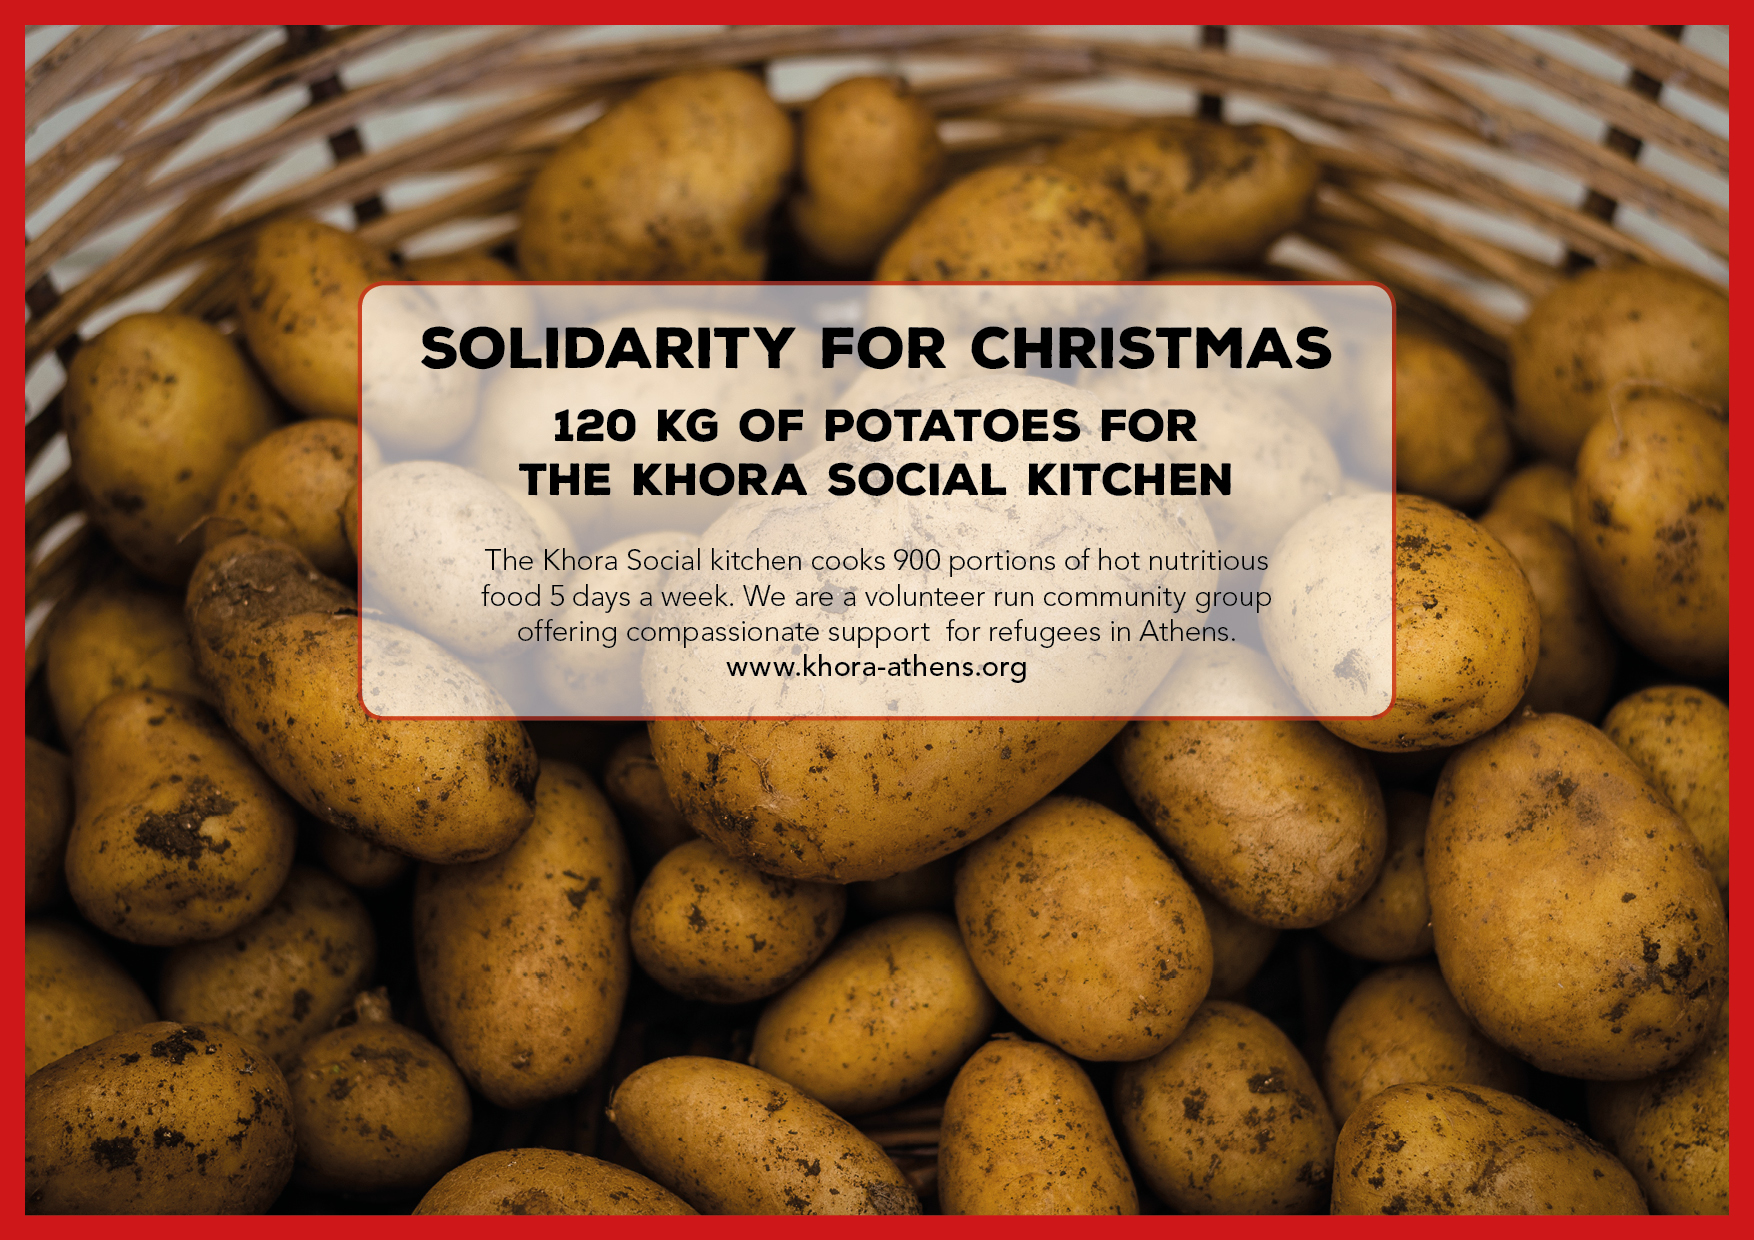 SOLIDARITY FOR CHRISTMAS
120 KG OF POTATOES FOR
THE KHORA SOCIAL KITCHEN
The Khora Social kitchen cooks 900 portions of hot nutritious
food 5 days a week. We are a volunteer run community group
offering compassionate support  for refugees in Athens.
www.khora-athens.org